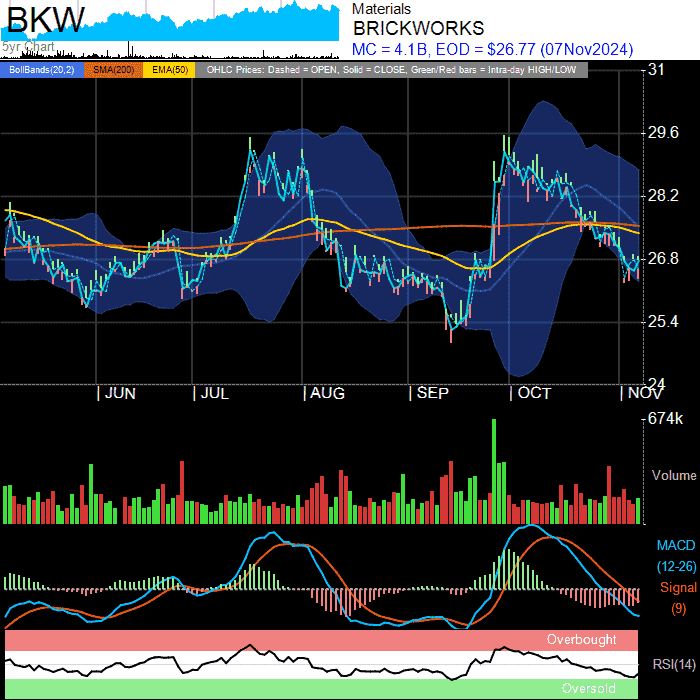 BKW
5yr Chart
Materials
BRICKWORKS
MC = 4.1B, EOD = $26.77 (07Nov2024)
BollBands(20,2) SMA(200) EMA(50) OHLC Prices: Dashed = OPEN, Solid = CLOSE, Green/Red bars = Intra-day HIGH/LOW
31
29.6
28.2
26.8
25.4
24
| JUN | JUL | AUG | SEP | OCT | NOV
674k
Volume
MACD
(12-26)
Signal
(9)
Overbought
RSI(14)
Oversold